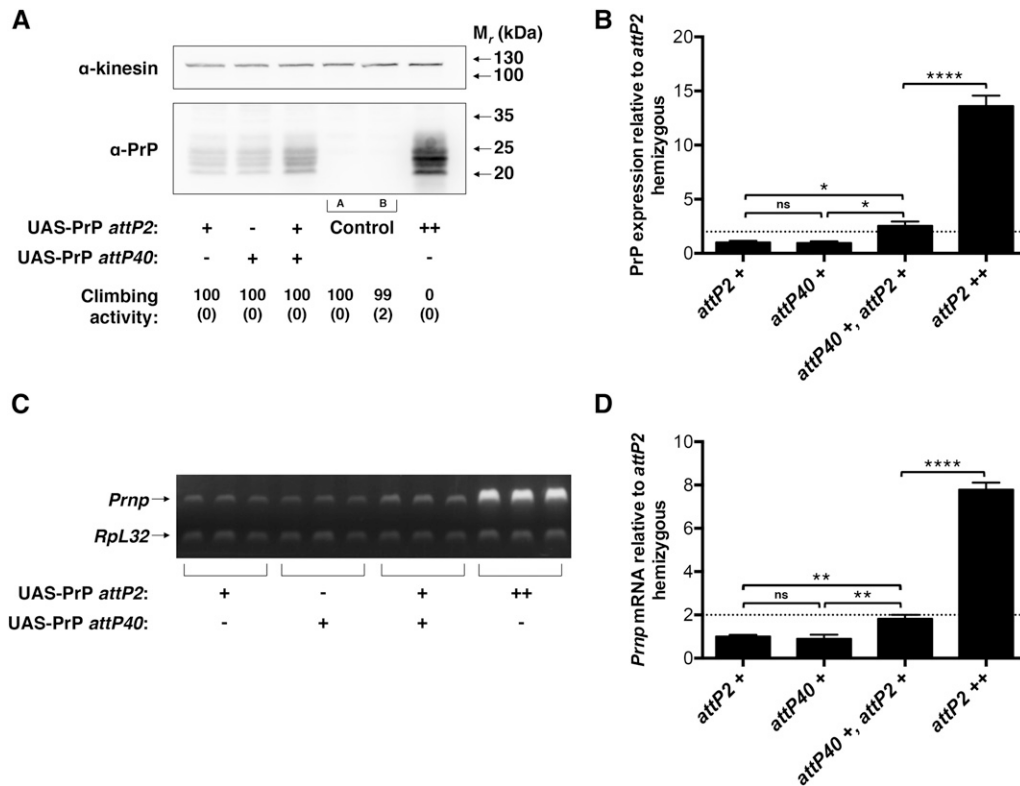 A
Mr (kDa)
α-kinesin
130
100
α-PrP
35
25
20
A B
UAS-PrP attP2: + - + Control ++
UAS-PrP attP40: - + + -
Climbing 100 100 100 100 99 0
activity: (0) (0) (0) (0) (2) (0)
B
PrP expression relative to attP2
hemizygous
20
15
10
5
0
****
*
ns
*
attP2 +
attP40 +
attP40 +, attP2 +
attP2 ++
C
Prnp
RpL32
UAS-PrP attP2: + - + ++
UAS-PrP attP40: - + + -
D
Prnp mRNA relative to attP2
hemizygous
10
8
6
4
2
0
****
**
ns
**
attP2 +
attP40 +
attP40 +, attP2 +
attP2 ++